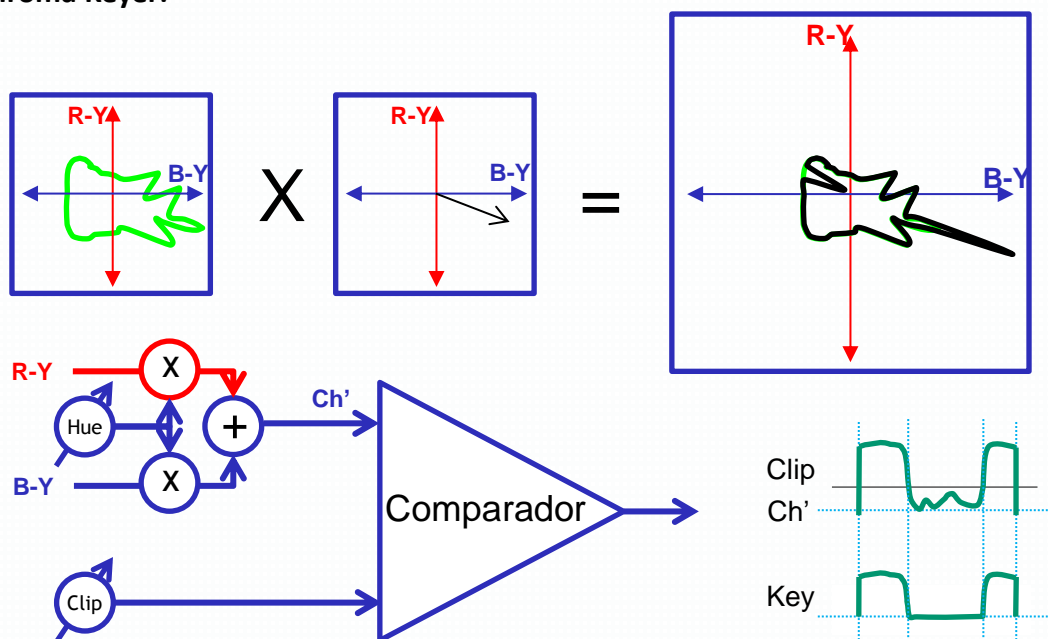 R-Y
R-Y
B-Y
X
R-Y
B-Y
=
B-Y
R-Y
X
Hue
+
Ch’
B-Y
X
Comparador
Clip
Clip
Ch’
Key